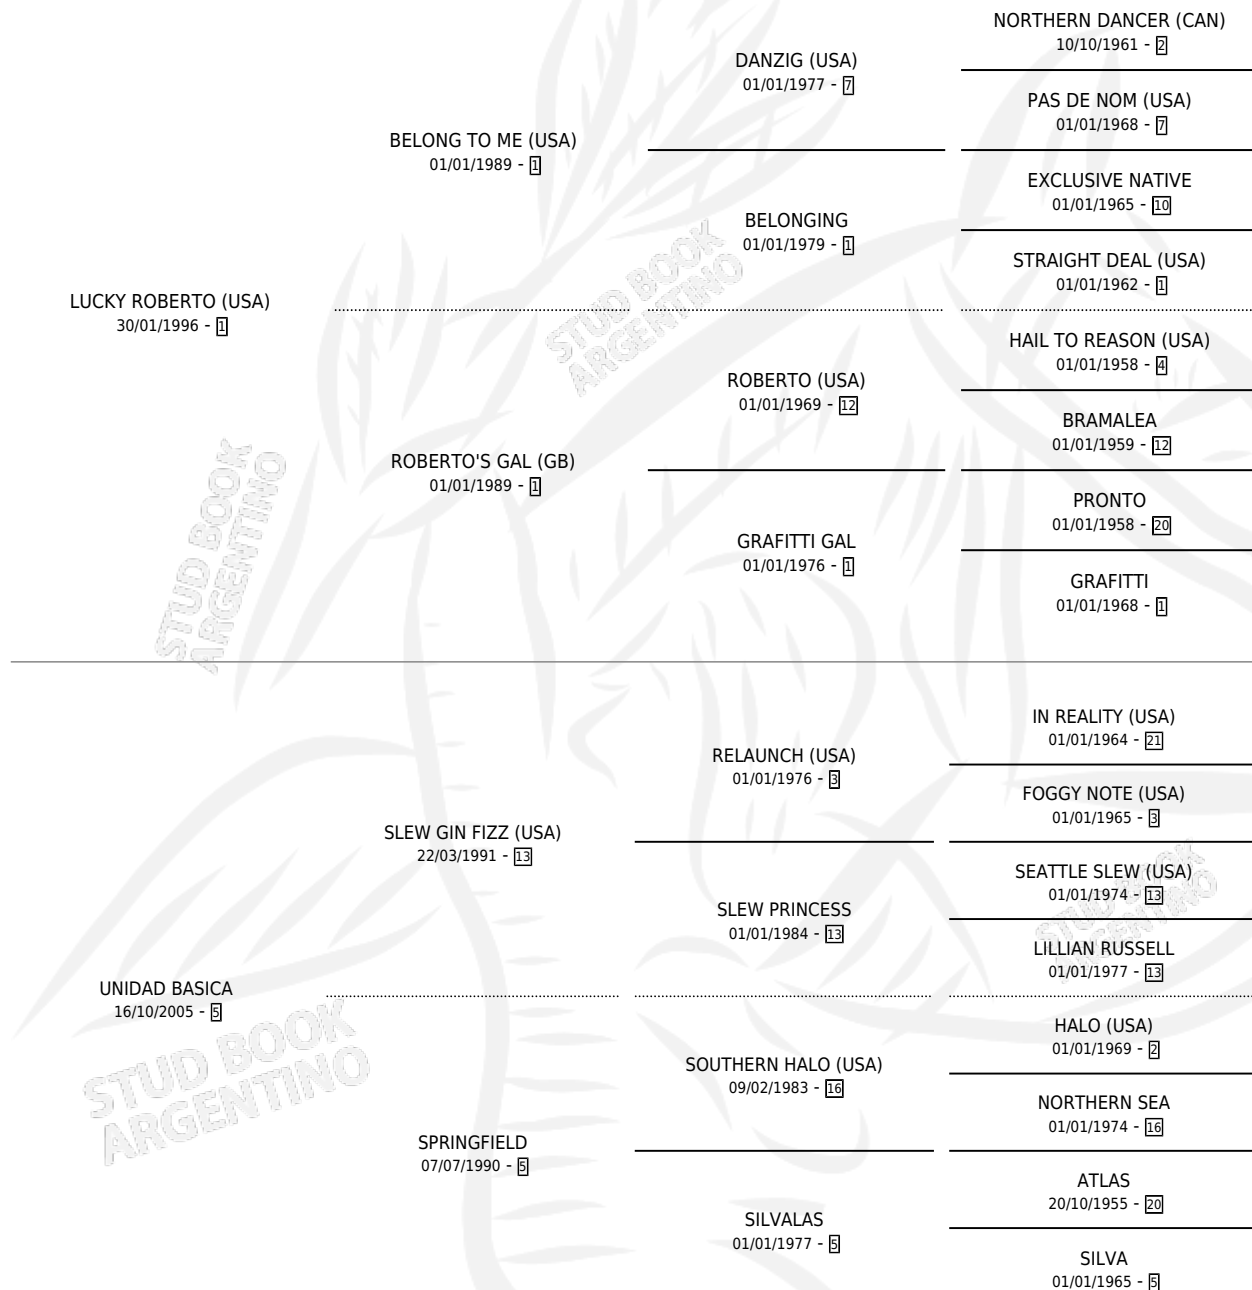 NORTHERN DANCER (CAN)
10/10/1961 - 2
DANZIG (USA)
01/01/1977 - 7
PAS DE NOM (USA)
01/01/1968 - 7
BELONG TO ME (USA)
01/01/1989 - 1
EXCLUSIVE NATIVE
01/01/1965 - 10
BELONGING
01/01/1979 - 1
STRAIGHT DEAL (USA)
01/01/1962 - 1
LUCKY ROBERTO (USA)
30/01/1996 - 1
HAIL TO REASON (USA)
01/01/1958 - 4
ROBERTO (USA)
01/01/1969 - 12
BRAMALEA
01/01/1959 - 12
ROBERTO'S GAL (GB)
01/01/1989 - 1
PRONTO
01/01/1958 - 20
GRAFITTI GAL
01/01/1976 - 1
GRAFITTI
01/01/1968 - 1
IN REALITY (USA)
01/01/1964 - 21
RELAUNCH (USA)
01/01/1976 - 3
FOGGY NOTE (USA)
01/01/1965 - 3
SLEW GIN FIZZ (USA)
22/03/1991 - 13
SEATTLE SLEW (USA)
01/01/1974 - 13
SLEW PRINCESS
01/01/1984 - 13
LILLIAN RUSSELL
01/01/1977 - 13
UNIDAD BASICA
16/10/2005 - 5
HALO (USA)
01/01/1969 - 2
SOUTHERN HALO (USA)
09/02/1983 - 16
NORTHERN SEA
01/01/1974 - 16
SPRINGFIELD
07/07/1990 - 5
ATLAS
20/10/1955 - 20
SILVALAS
01/01/1977 - 5
SILVA
01/01/1965 - 5
STUD BOOK
ARGENTINO
STUD BOOK
ARGENTINO
STUD BOOK
ARGENTINO
STUD BOOK
ARGENTINO